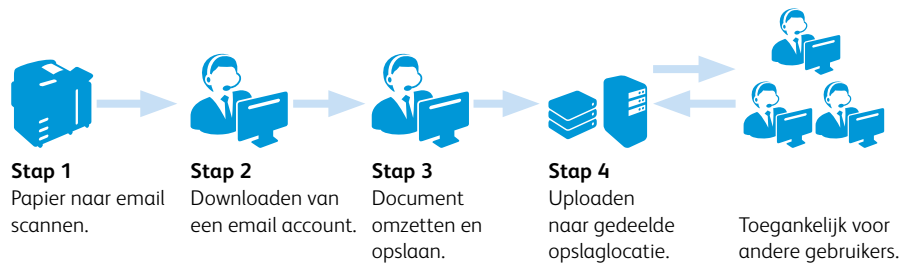 Stap 1
Papier naar email
scannen.
Stap 2
Downloaden van
een email account.
Stap 3
Document
omzetten en
opslaan.
Stap 4
Uploaden
naar gedeelde
opslaglocatie.
Toegankelijk voor
andere gebruikers.